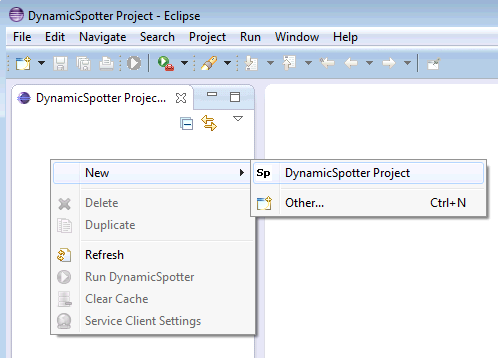 DynamicSpotter Project - Eclipse
File Edit Navigate Search Project Run Window Help
DynamicSpotter Projec...
New
Sp DynamicSpotter Project
Delete
Other... Ctrl+N
Duplicate
Refresh
Run DynamicSpotter
Clear Cache
Service Client Settings